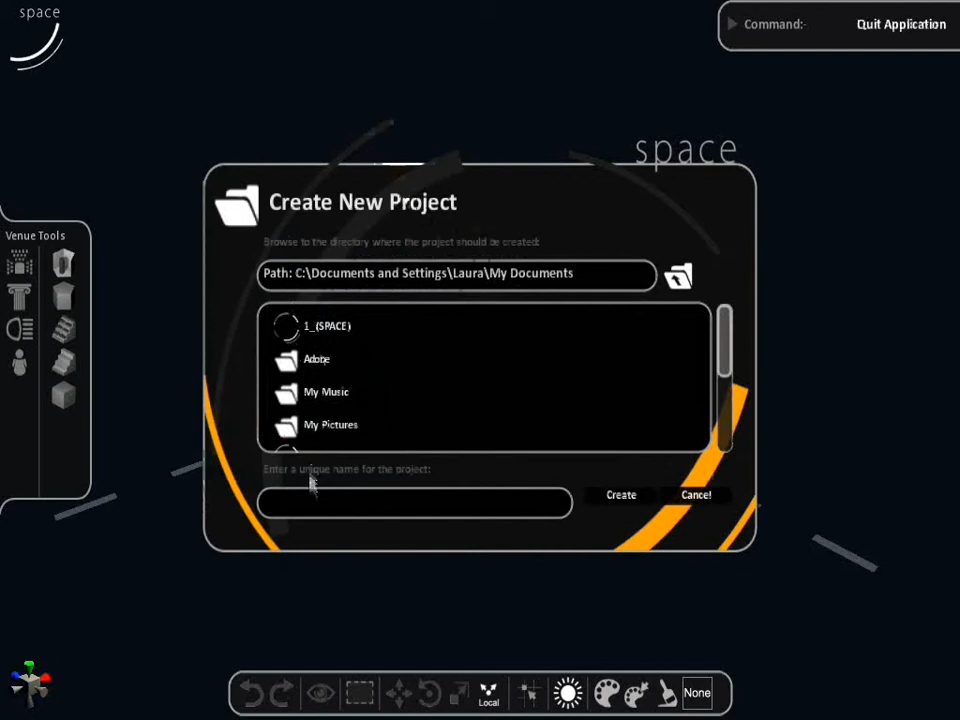 space
Command:-
Quit Application
space
Create New Project
Browse to the directory where the project should be created:
Path: C:\Documents and Settings\Laura\My Documents
Venue Tools
1_(SPACE)
Adobe
My Music
My Pictures
Enter a unique name for the project:
Create
Cancel
Local
None